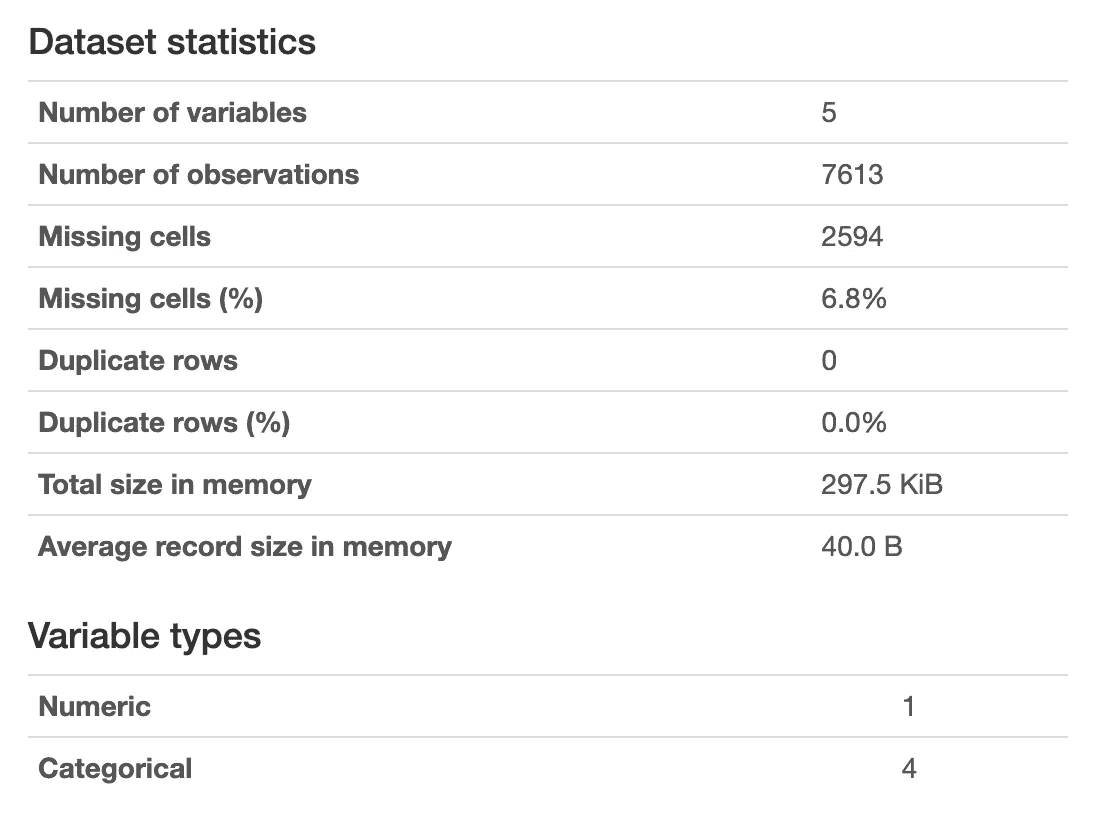 Dataset statistics
Number of variables 5
Number of observations 7613
Missing cells 2594
Missing cells (%) 6.8%
Duplicate rows 0
Duplicate rows (%) 0.0%
Total size in memory 297.5 KiB
Average record size in memory 40.0 B
Variable types
Numeric 1
Categorical 4